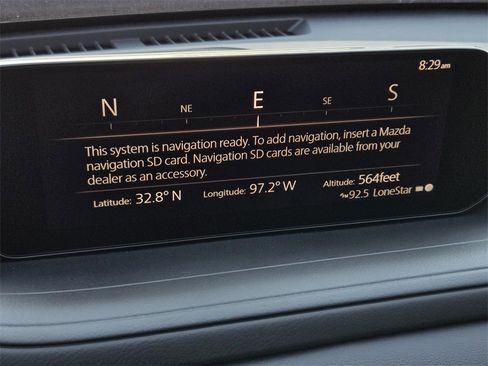 8:29am
N NE E SE S
This system is navigation ready. To add navigation, insert a Mazda
navigation SD card. Navigation SD cards are available from your
dealer as an accessory.
Latitude: 32.8° N Longitude: 97.2° W Altitude: 564feet
FM 92.5 LoneStar